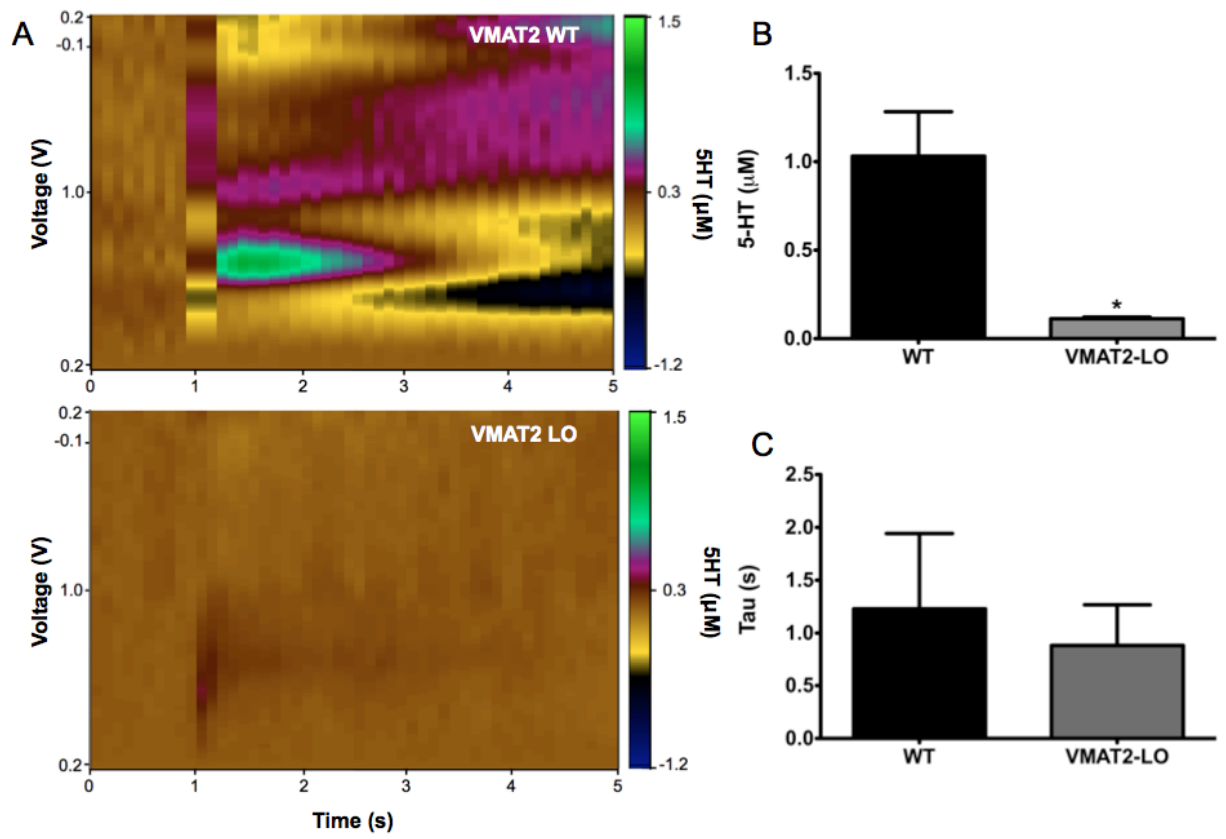 A
VMAT2 WT
Voltage (V)
0.2
-0.1
1.0
0.2
0
1
2
3
4
5
1.5
0.3
-1.2
5HT (µM)
VMAT2 LO
Voltage (V)
0.2
-0.1
1.0
0.2
0
1
2
3
4
5
Time (s)
1.5
0.3
-1.2
5HT (µM)
B
5-HT (µM)
1.5
1.0
0.5
0.0
*
WT
VMAT2-LO
C
Tau (s)
2.5
2.0
1.5
1.0
0.5
0.0
WT
VMAT2-LO